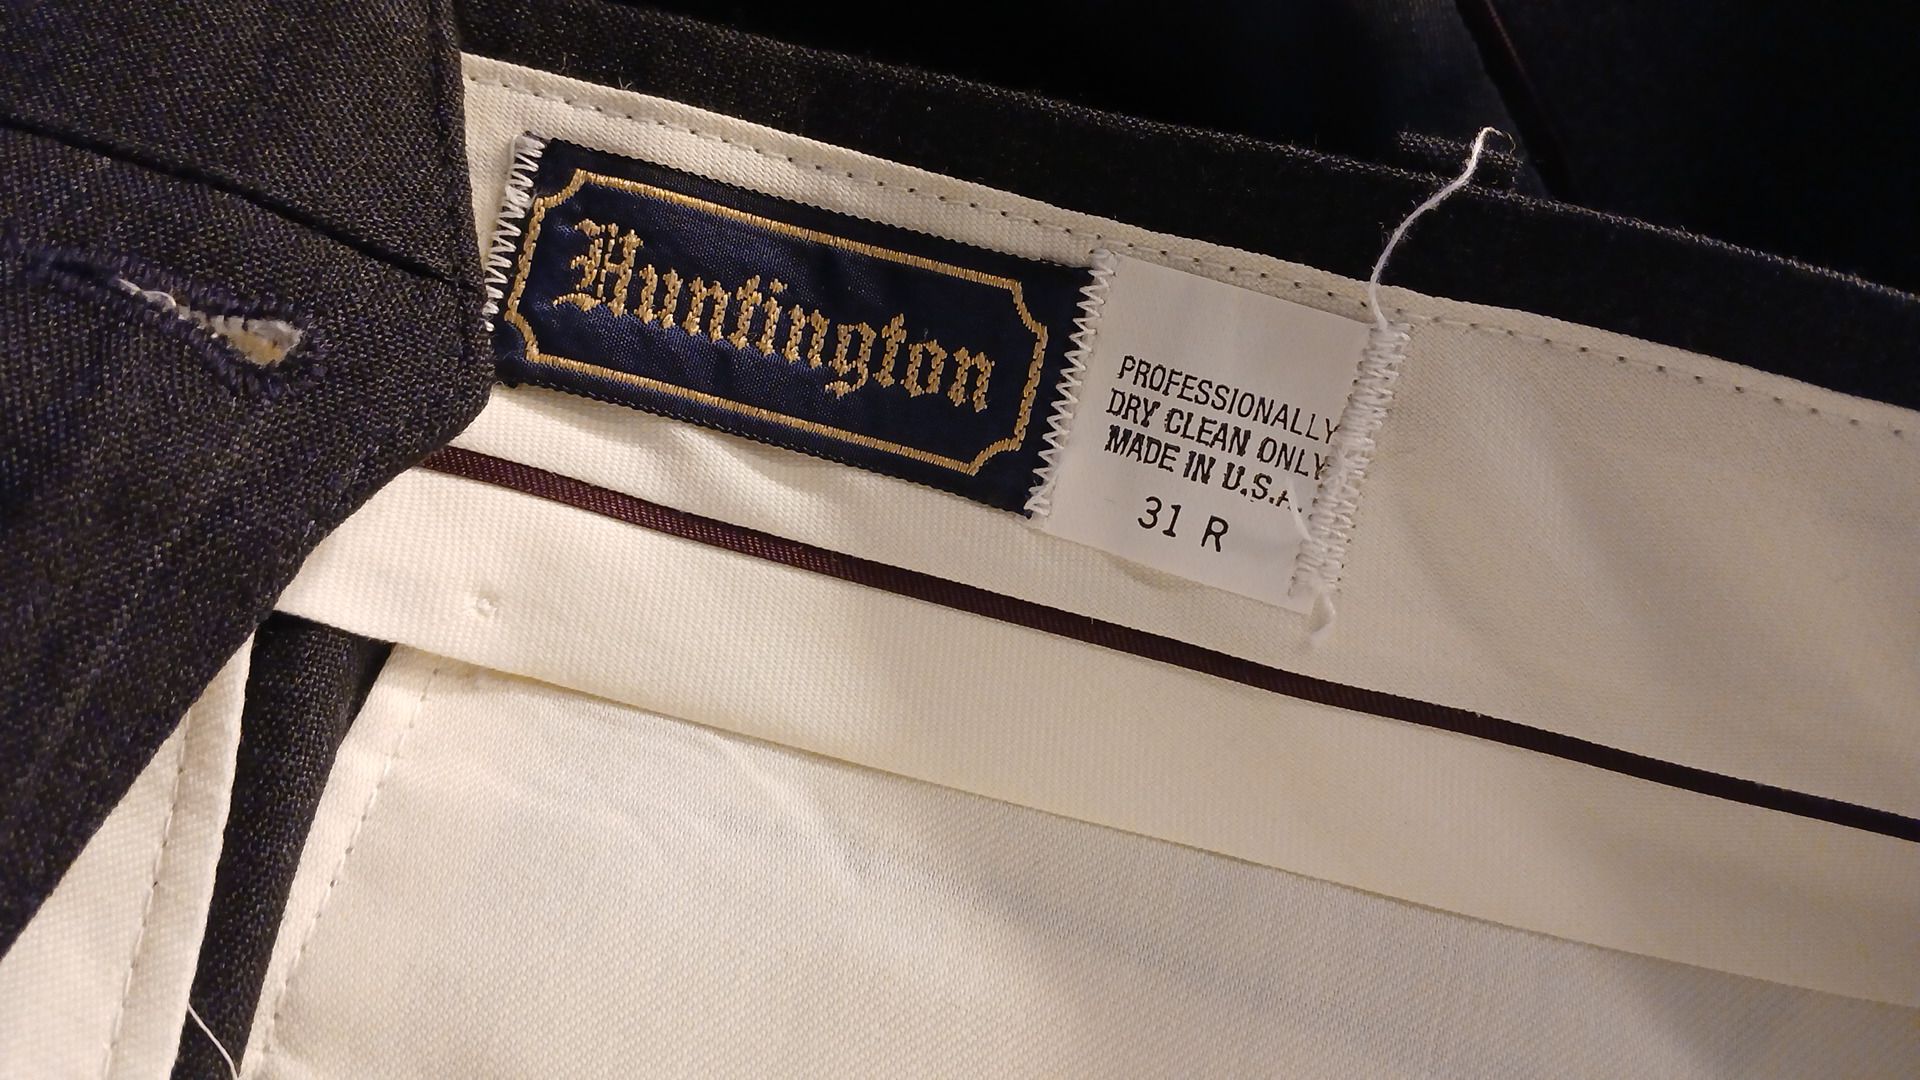 Huntington
PROFESSIONALLY
DRY CLEAN ONLY
MADE IN U.S.A.
31 R